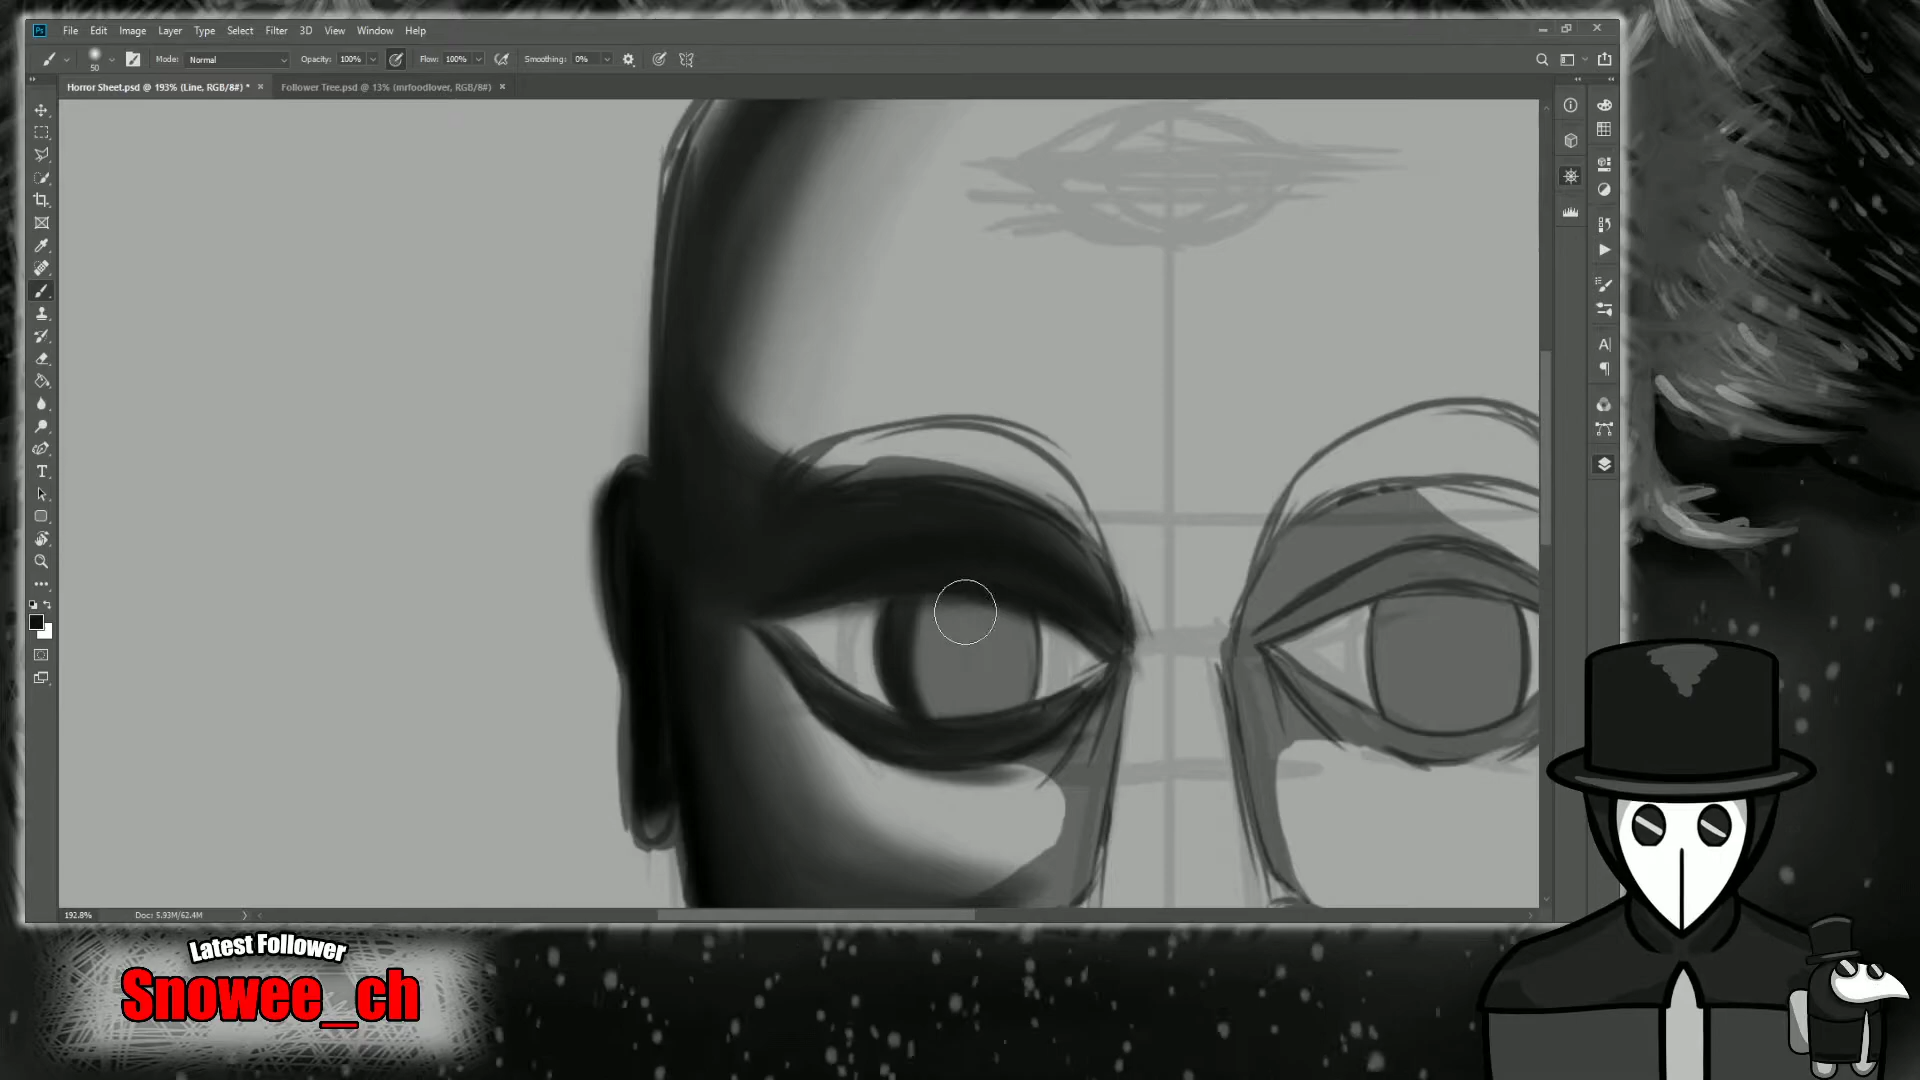 Ps File Edit Image Layer Type Select Filter 3D View Window Help
50 Mode: Normal Opacity: 100% Flow: 100% Smoothing: 0%
Horror Sheet.psd @ 193% (Line, RGB/8#) * × Follower Tree.psd @ 13% (mrfoodlover, RGB/8#) ×
192.8% Doc: 5.93M/62.4M
Latest Follower
Snowee_ch